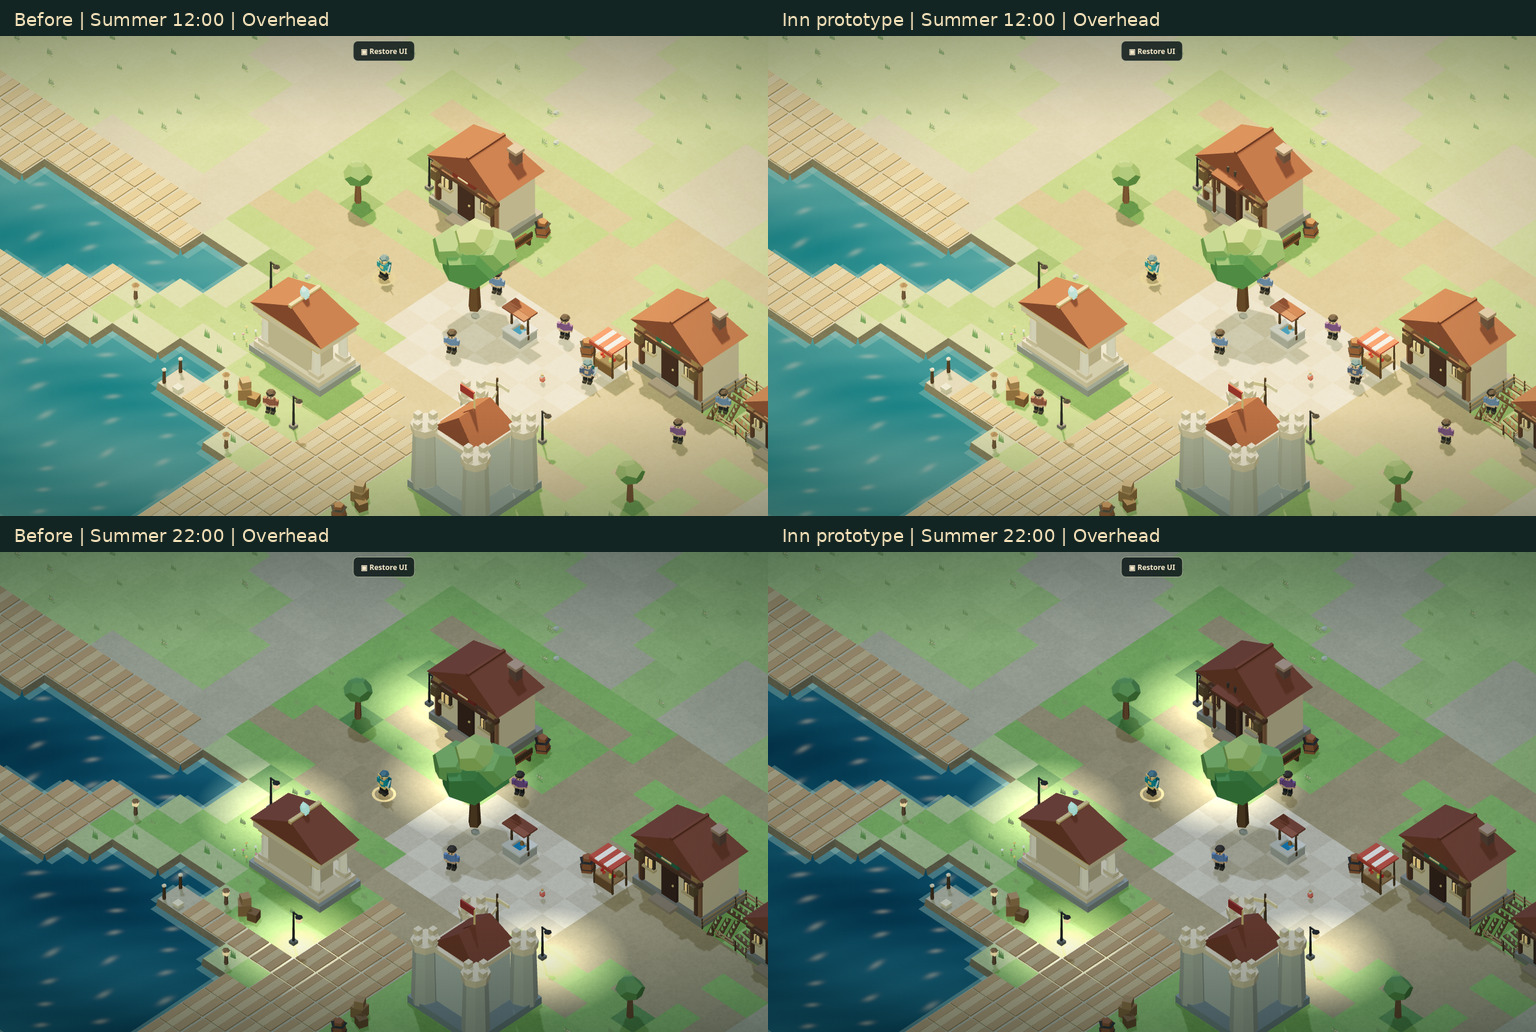 Before | Summer 12:00 | Overhead
Inn prototype | Summer 12:00 | Overhead
Restore UI
Restore UI
Before | Summer 22:00 | Overhead
Inn prototype | Summer 22:00 | Overhead
Restore UI
Restore UI